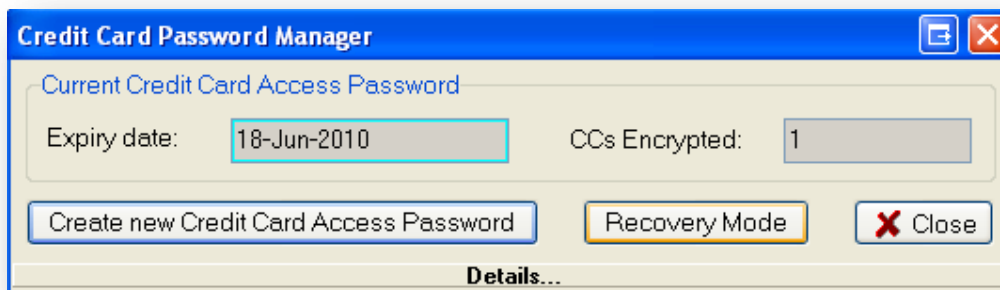 Credit Card Password Manager
Current Credit Card Access Password
Expiry date: 18-Jun-2010 CCs Encrypted: 1
Create new Credit Card Access Password Recovery Mode Close
Details...